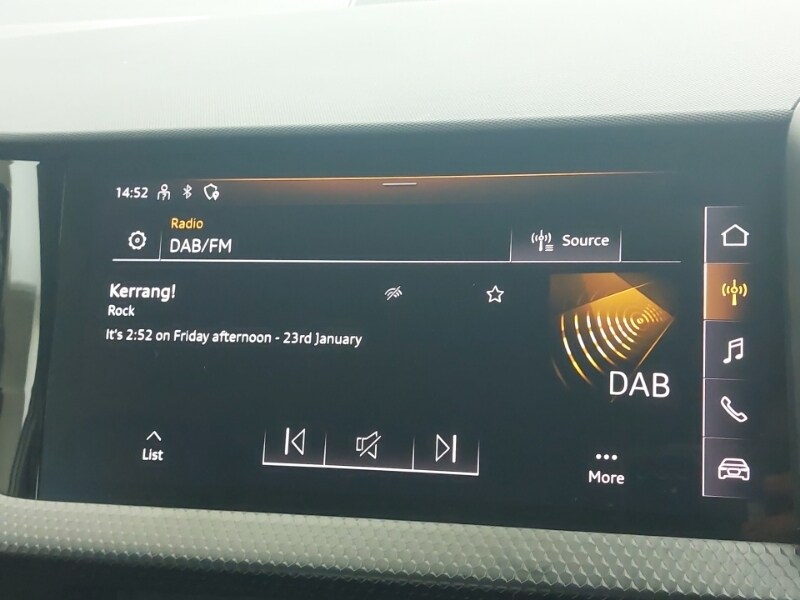 14:52
Radio
DAB/FM
Source
Kerrang!
Rock
It's 2:52 on Friday afternoon - 23rd January
DAB
List
More